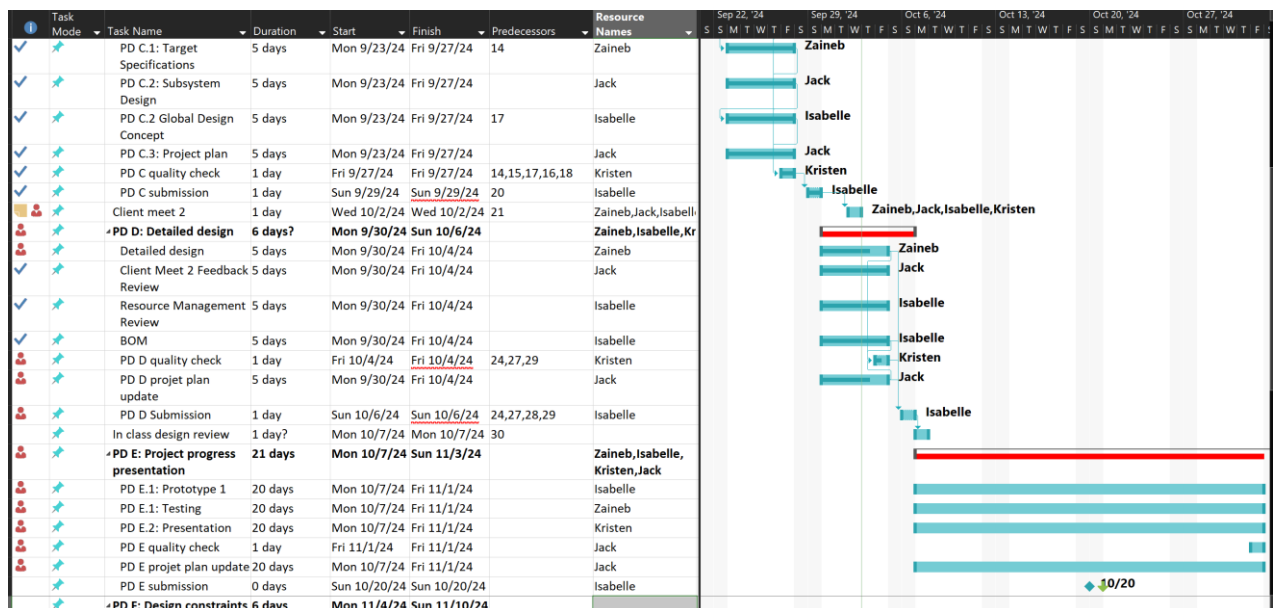 Task Mode Task Name Duration Start Finish Predecessors Resource Names
Sep 22, '24 Sep 29, '24 Oct 6, '24 Oct 13, '24 Oct 20, '24 Oct 27, '24
S S M T W T F S S M T W T F S S M T W T F S S M T W T F S S M T W T F S S M T W T F
PD C.1: Target Specifications 5 days Mon 9/23/24 Fri 9/27/24 14 Zaineb Zaineb
PD C.2: Subsystem Design 5 days Mon 9/23/24 Fri 9/27/24 Jack Jack
PD C.2 Global Design Concept 5 days Mon 9/23/24 Fri 9/27/24 17 Isabelle Isabelle
PD C.3: Project plan 5 days Mon 9/23/24 Fri 9/27/24 Jack Jack
PD C quality check 1 day Fri 9/27/24 Fri 9/27/24 14,15,17,16,18 Kristen Kristen
PD C submission 1 day Sun 9/29/24 Sun 9/29/24 20 Isabelle Isabelle
Client meet 2 1 day Wed 10/2/24 Wed 10/2/24 21 Zaineb,Jack,Isabell Zaineb,Jack,Isabelle,Kristen
PD D: Detailed design 6 days? Mon 9/30/24 Sun 10/6/24 Zaineb,Isabelle,Kr
Detailed design 5 days Mon 9/30/24 Fri 10/4/24 Zaineb Zaineb
Client Meet 2 Feedback Review 5 days Mon 9/30/24 Fri 10/4/24 Jack Jack
Resource Management Review 5 days Mon 9/30/24 Fri 10/4/24 Isabelle Isabelle
BOM 5 days Mon 9/30/24 Fri 10/4/24 Isabelle Isabelle
PD D quality check 1 day Fri 10/4/24 Fri 10/4/24 24,27,29 Kristen Kristen
PD D projet plan update 5 days Mon 9/30/24 Fri 10/4/24 Jack Jack
PD D Submission 1 day Sun 10/6/24 Sun 10/6/24 24,27,28,29 Isabelle Isabelle
In class design review 1 day? Mon 10/7/24 Mon 10/7/24 30
PD E: Project progress presentation 21 days Mon 10/7/24 Sun 11/3/24 Zaineb,Isabelle, Kristen,Jack
PD E.1: Prototype 1 20 days Mon 10/7/24 Fri 11/1/24 Isabelle
PD E.1: Testing 20 days Mon 10/7/24 Fri 11/1/24 Zaineb
PD E.2: Presentation 20 days Mon 10/7/24 Fri 11/1/24 Kristen
PD E quality check 1 day Fri 11/1/24 Fri 11/1/24 Jack
PD E projet plan update 20 days Mon 10/7/24 Fri 11/1/24 Jack
PD E submission 0 days Sun 10/20/24 Sun 10/20/24 Isabelle 10/20
PD F: Design constraints 6 days Mon 11/4/24 Sun 11/10/24